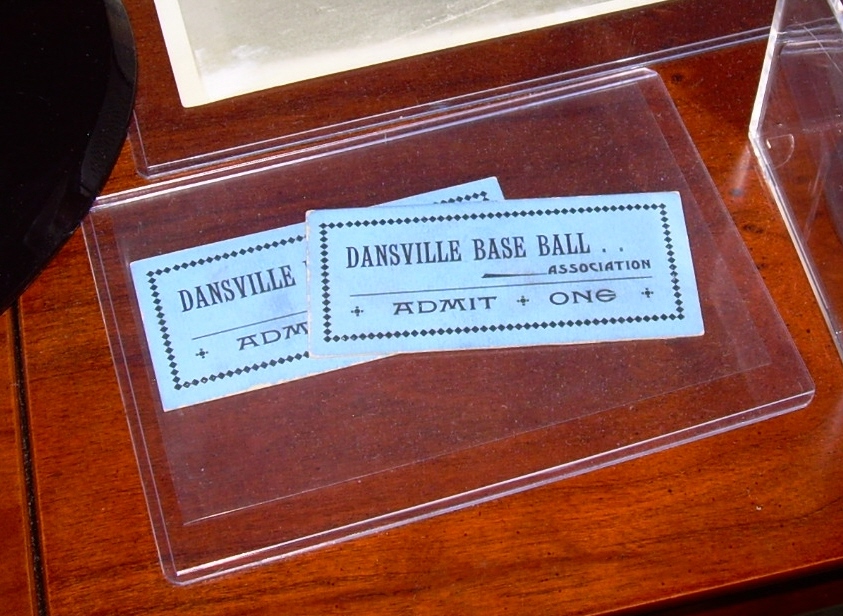 DANSVILLE
ADM
DANSVILLE BASE BALL . .
ASSOCIATION
ADMIT + ONE